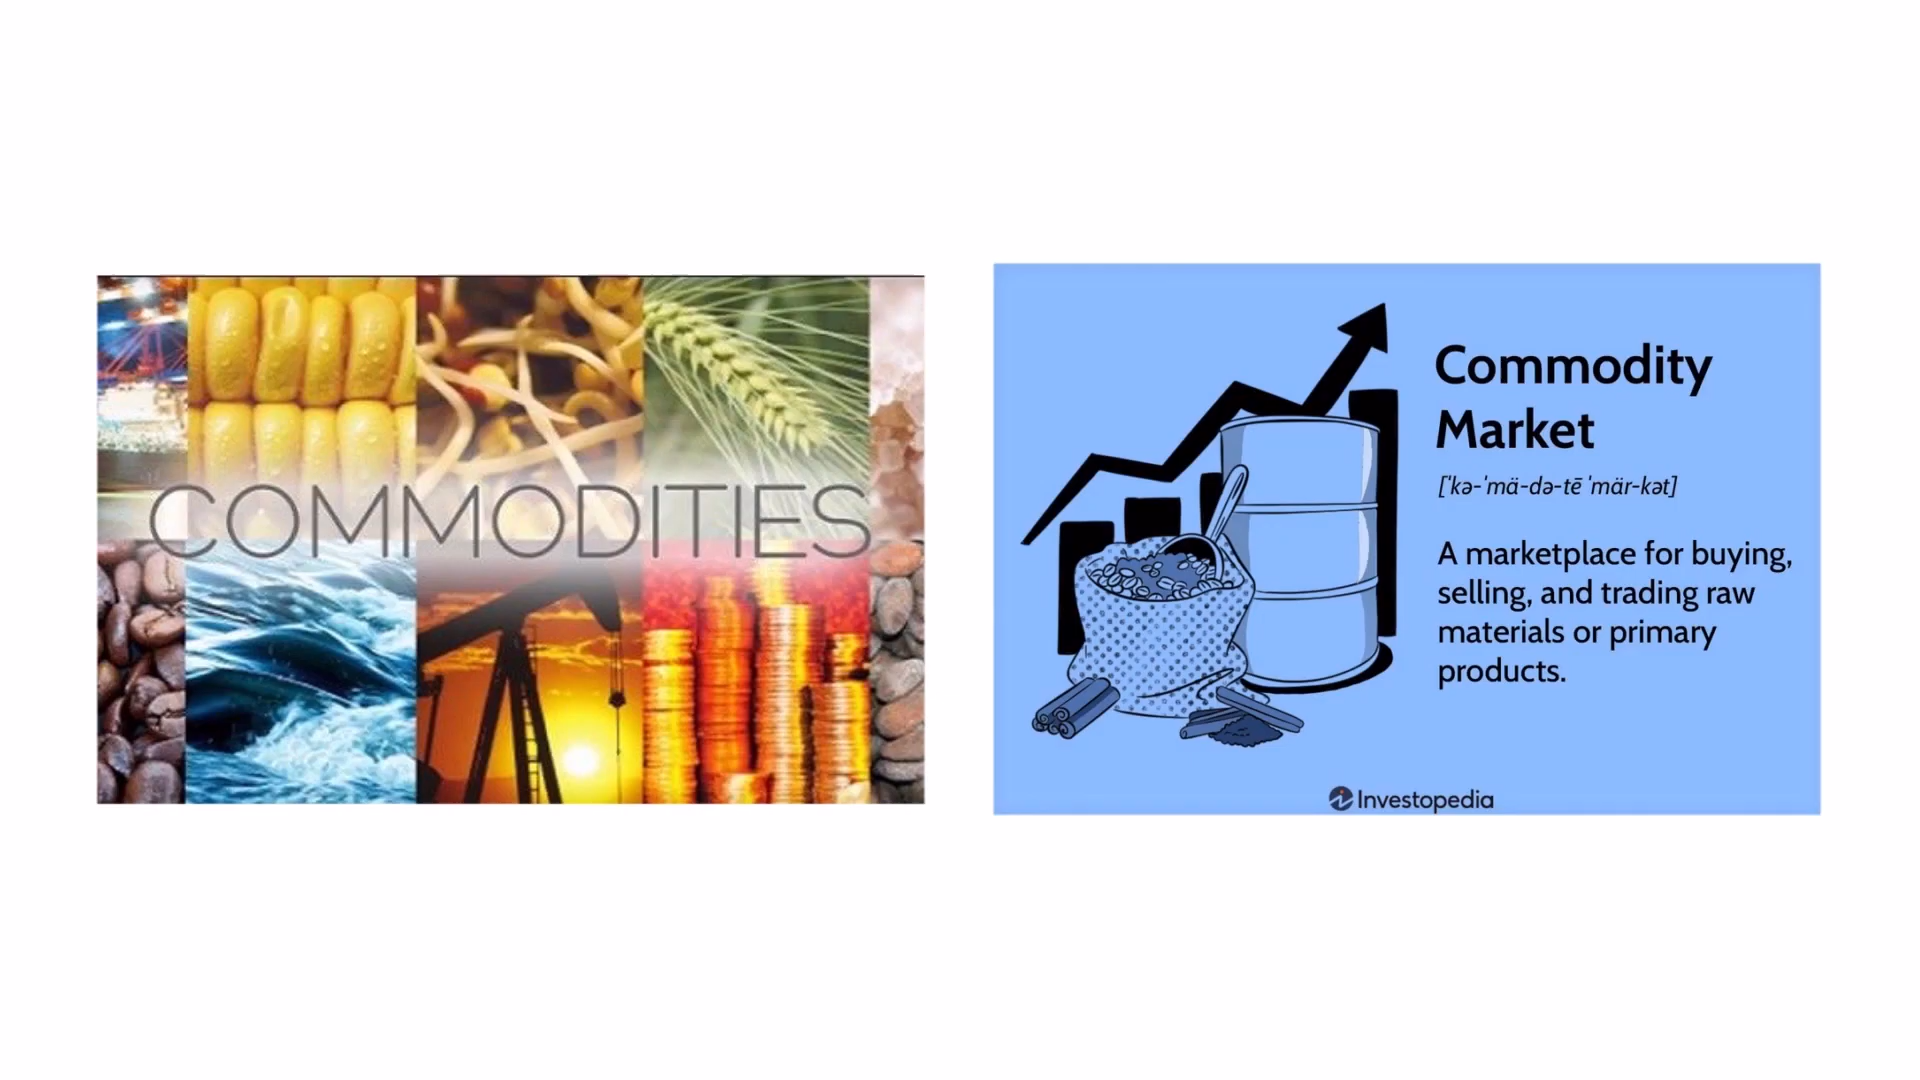 COMMODITIES
Commodity
Market
['kə-ˈmä-də-tē ˈmär-kət]
A marketplace for buying,
selling, and trading raw
materials or primary
products.
Investopedia